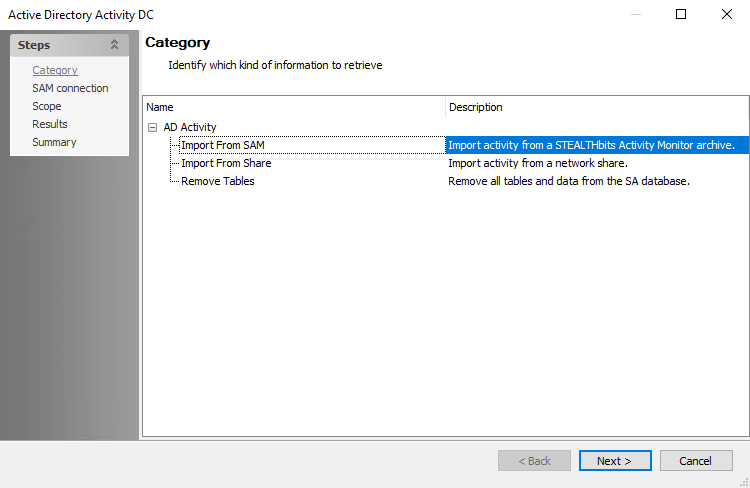 Active Directory Activity DC
Steps
Category
SAM connection
Scope
Results
Summary
Category
Identify which kind of information to retrieve
Name Description
AD Activity
Import From SAM Import activity from a STEALTHbits Activity Monitor archive.
Import From Share Import activity from a network share.
Remove Tables Remove all tables and data from the SA database.
< Back Next > Cancel